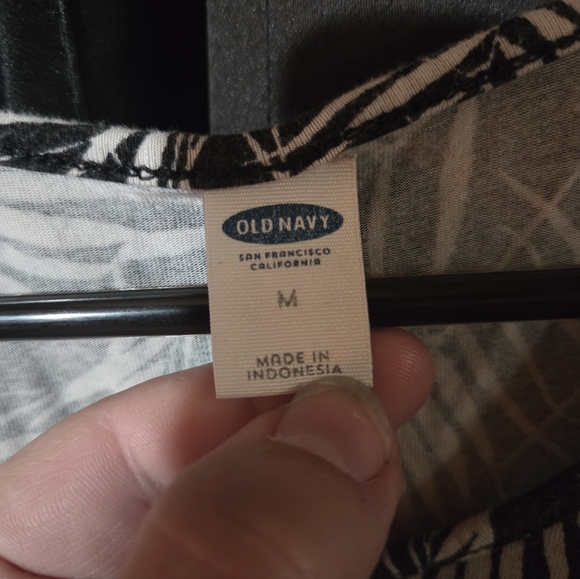 OLD NAVY
SAN FRANCISCO
CALIFORNIA
M
MADE IN
INDONESIA